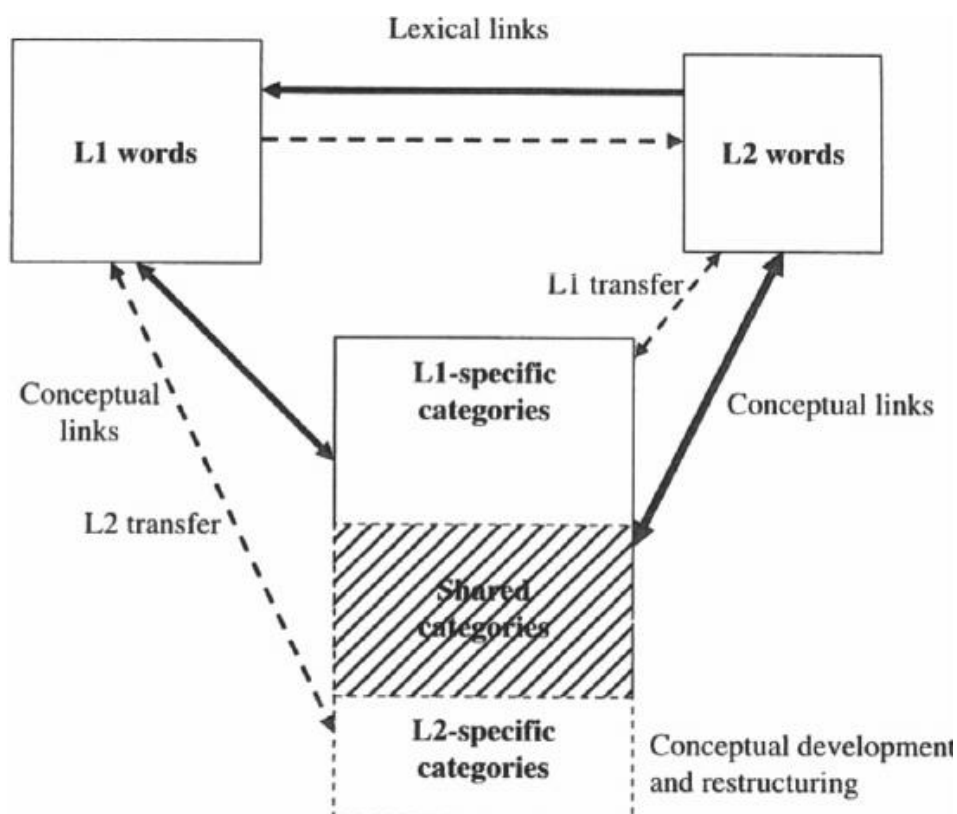 Lexical links
L1 words
L2 words
L1 transfer
L1-specific
categories
Conceptual
links
Conceptual links
L2 transfer
Shared
categories
L2-specific
categories
Conceptual development
and restructuring